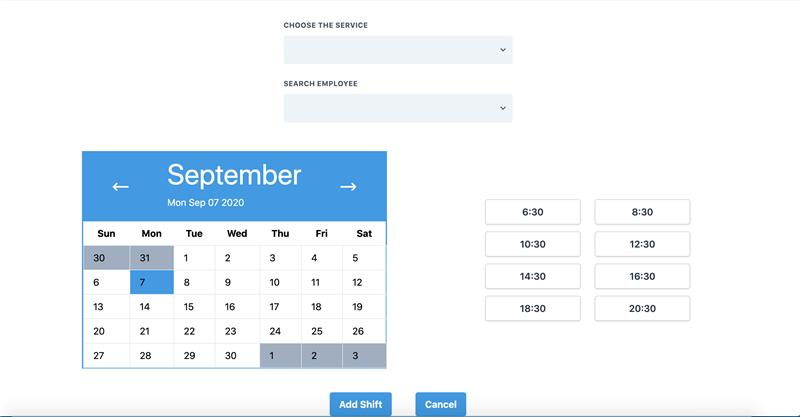 CHOOSE THE SERVICE
SEARCH EMPLOYEE
← September →
Mon Sep 07 2020
Sun Mon Tue Wed Thu Fri Sat
30 31 1 2 3 4 5
6 7 8 9 10 11 12
13 14 15 16 17 18 19
20 21 22 23 24 25 26
27 28 29 30 1 2 3
6:30 8:30
10:30 12:30
14:30 16:30
18:30 20:30
Add Shift Cancel